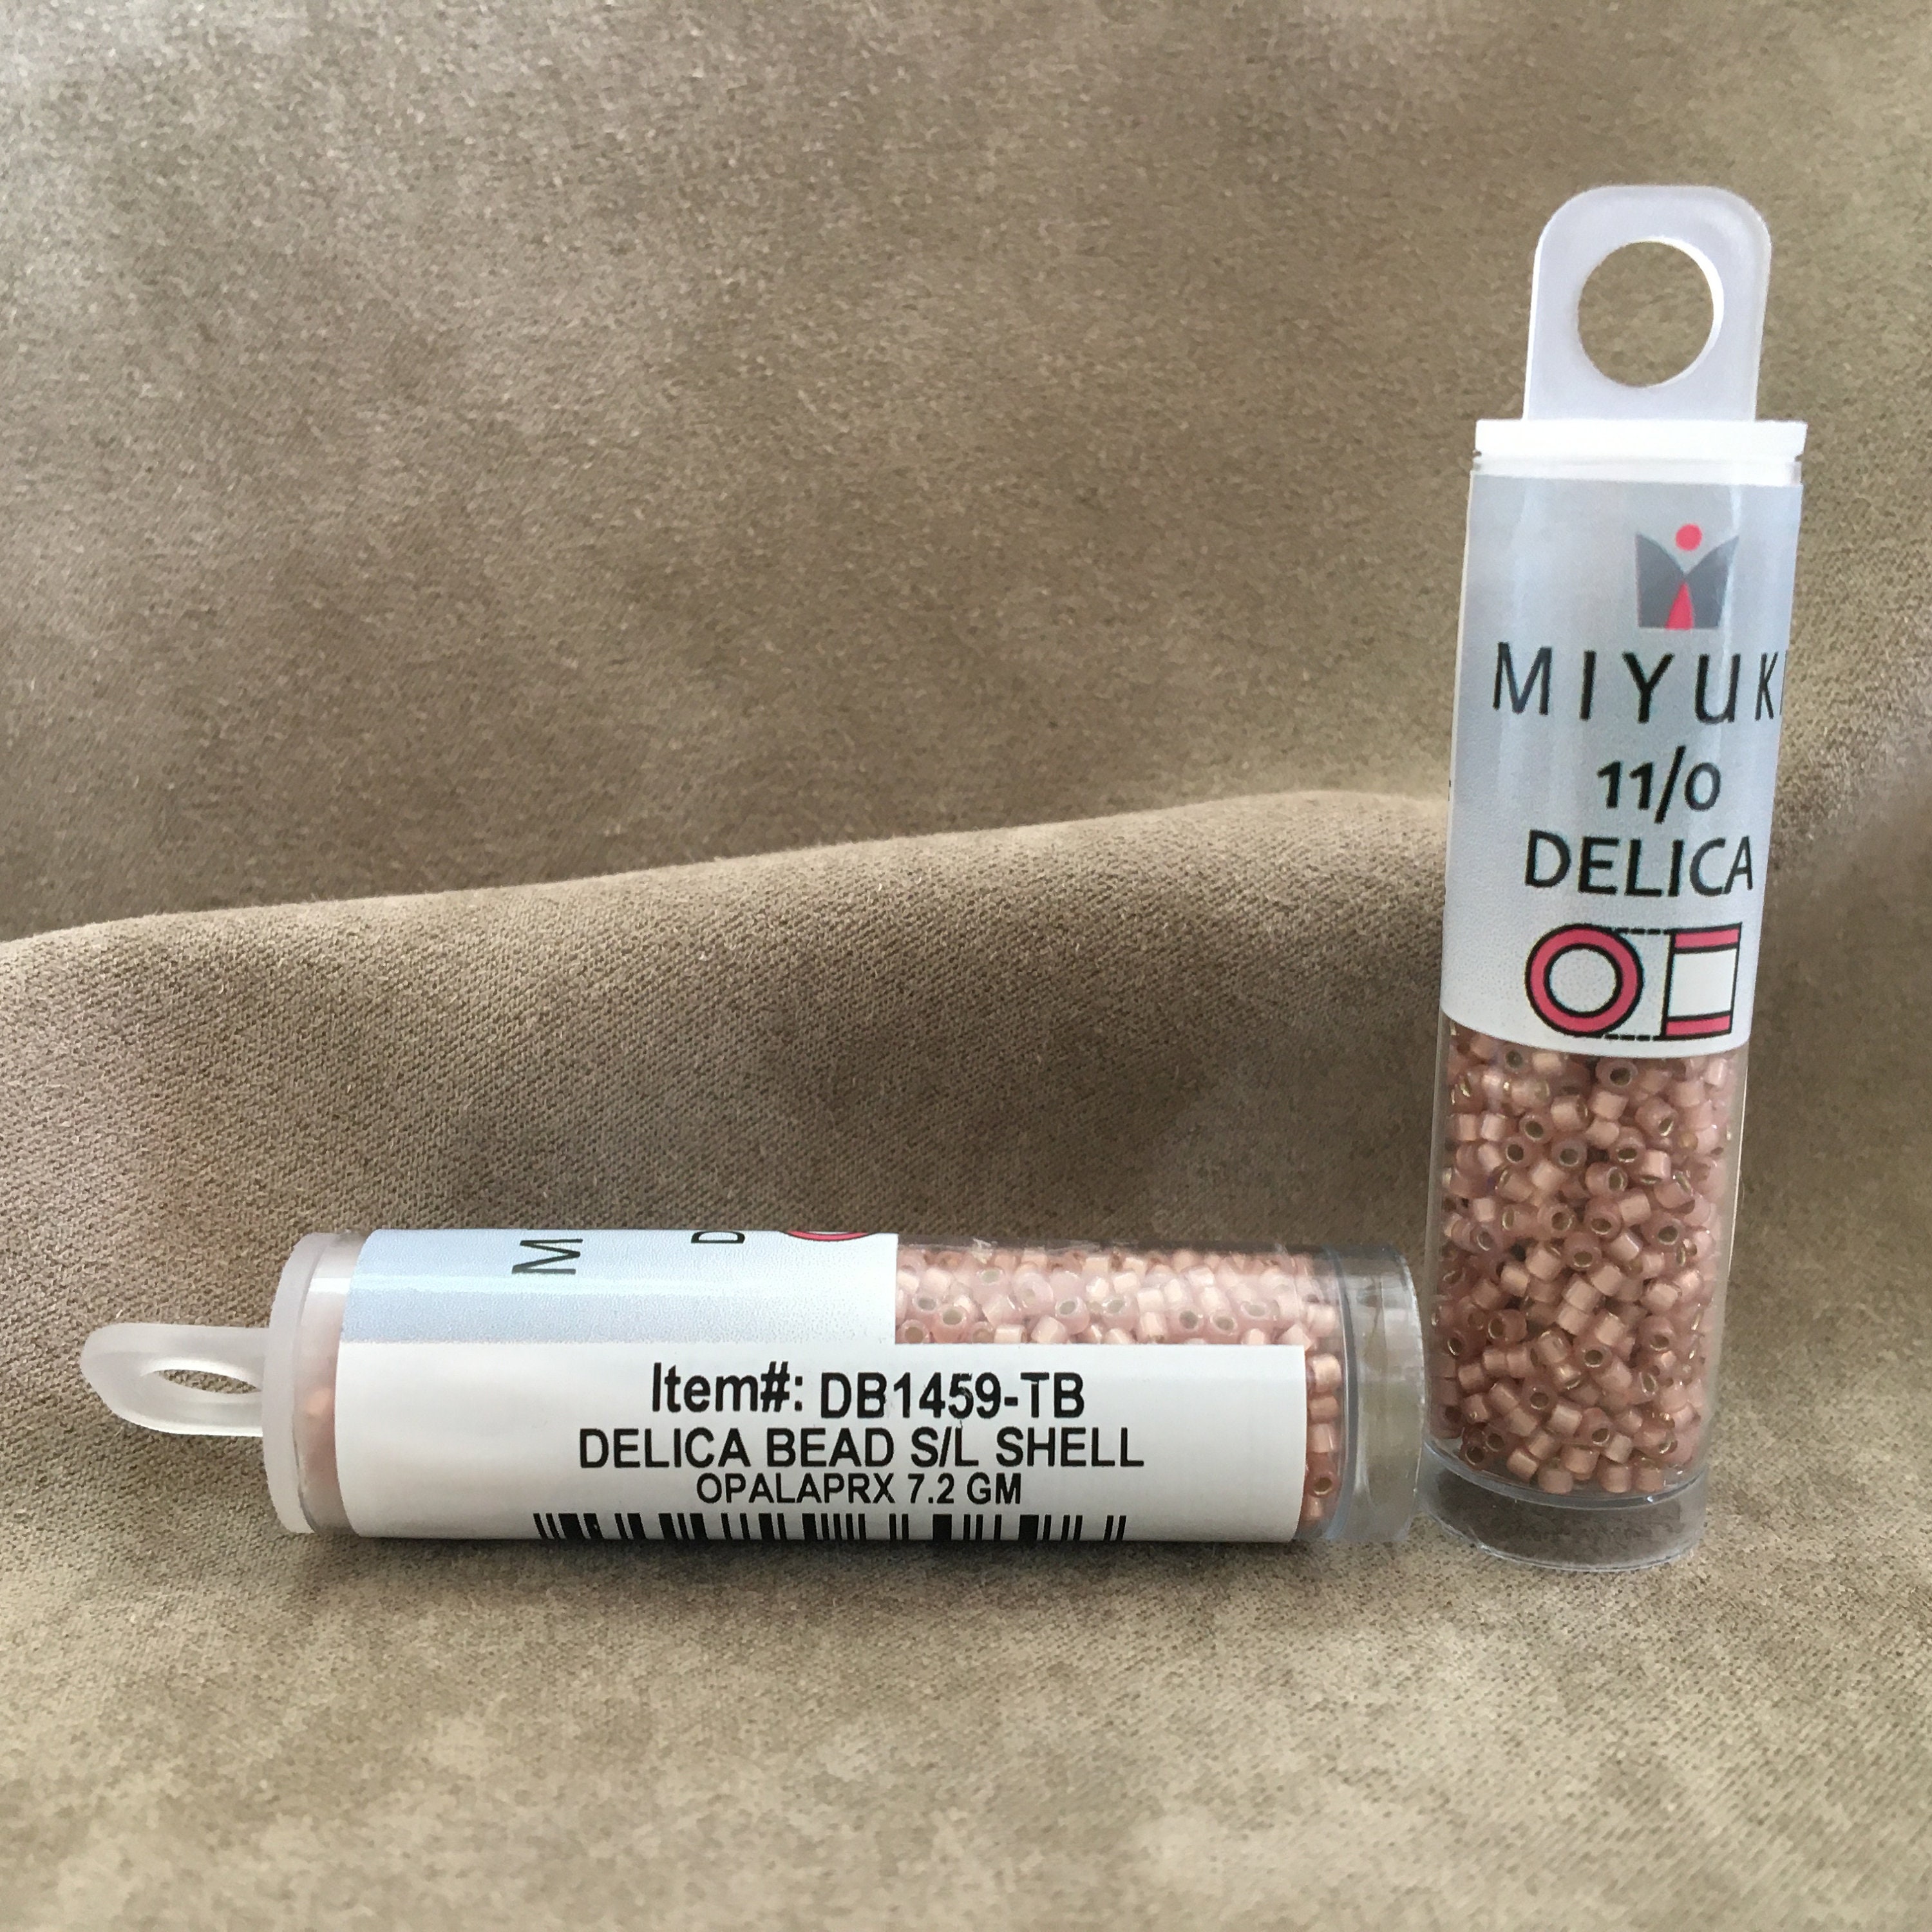 MIYUKI
11/0
DELICA
M
D
Item#: DB1459-TB
DELICA BEAD S/L SHELL
OPALAPRX 7.2 GM